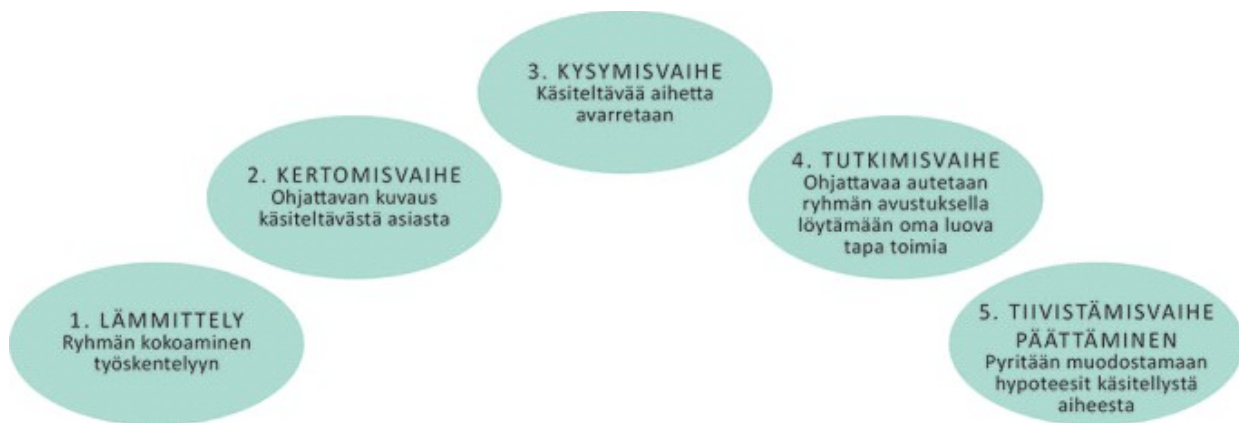 1. LÄMMITTELY
Ryhmän kokoaminen
työskentelyyn
2. KERTOMISVAIHE
Ohjattavan kuvaus
käsiteltävästä asiasta
3. KYSYMISVAIHE
Käsiteltävää aihetta
avarretaan
4. TUTKIMISVAIHE
Ohjattavaa autetaan
ryhmän avustuksella
löytämään oma luova
tapa toimia
5. TIIVISTÄMISVAIHE
PÄÄTTÄMINEN
Pyritään muodostamaan
hypoteesit käsitellystä
aiheesta